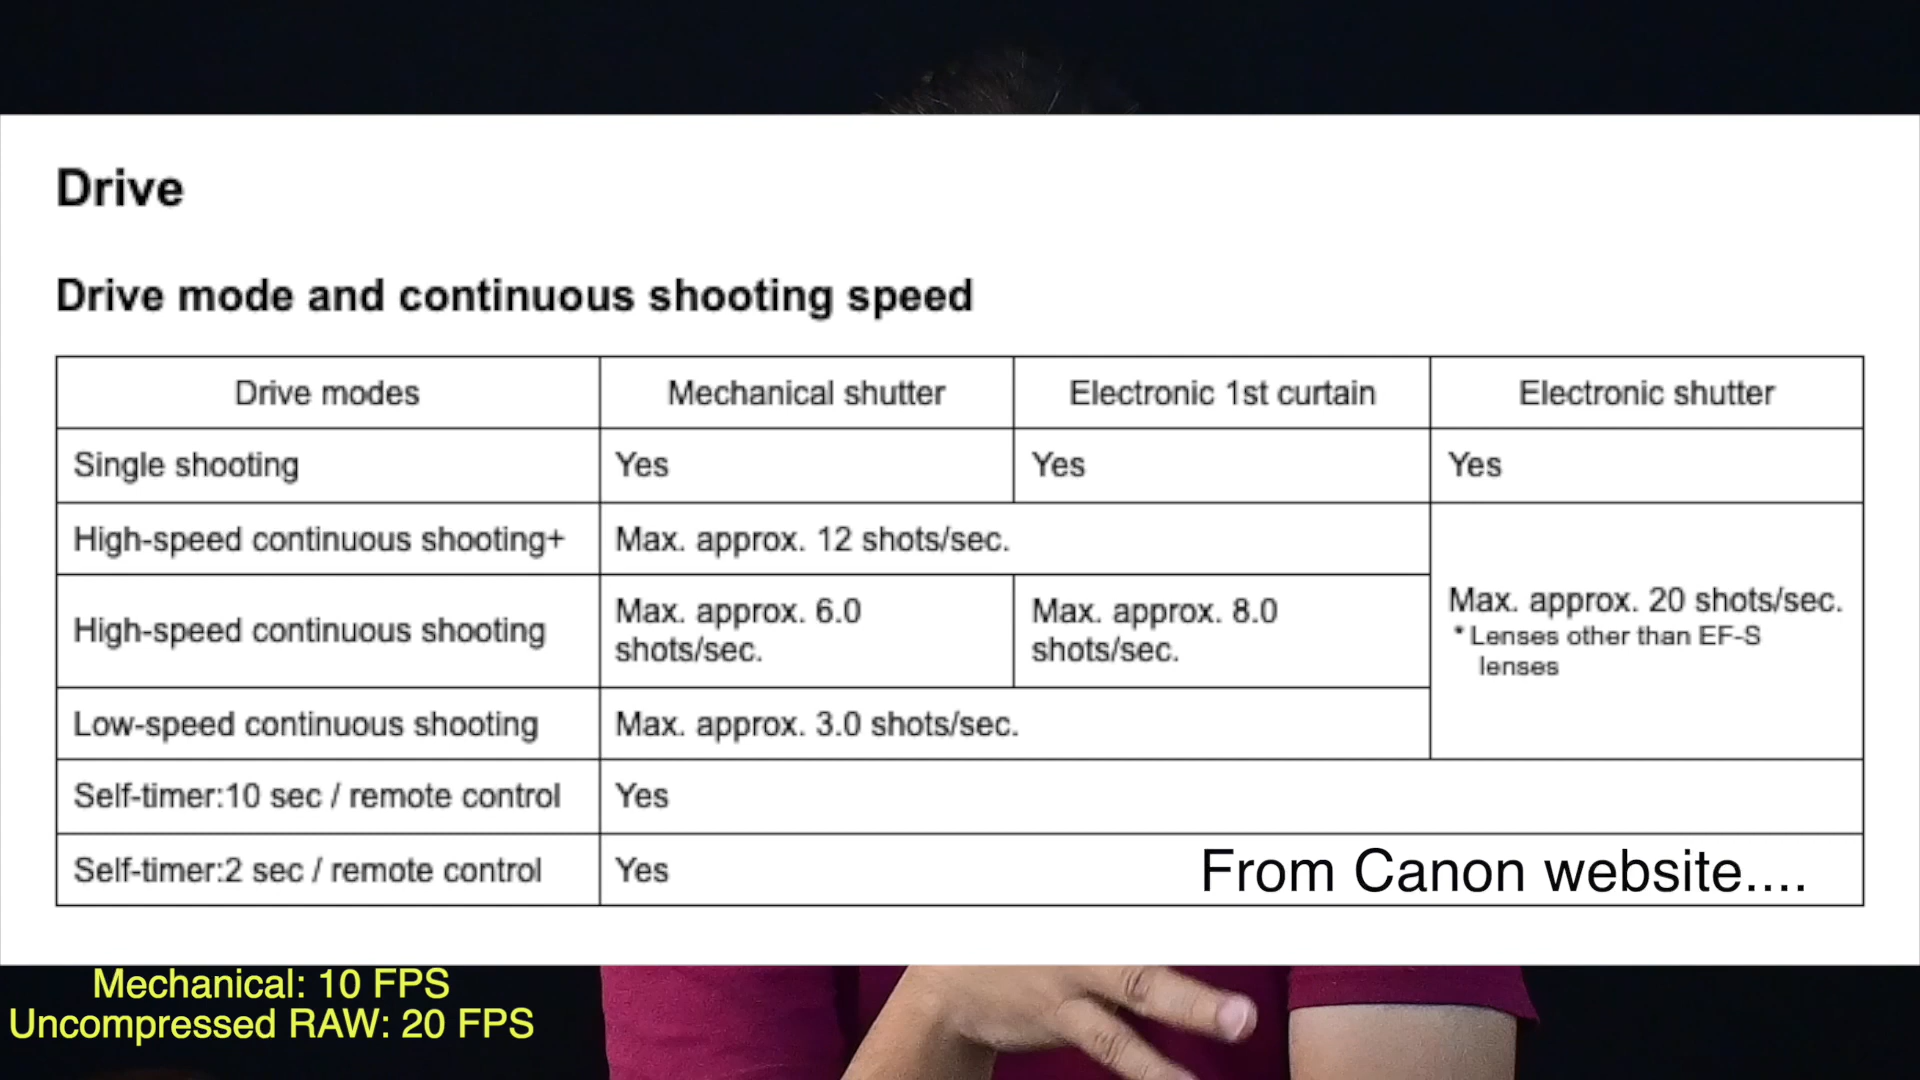 Drive
Drive mode and continuous shooting speed
Drive modes Mechanical shutter Electronic 1st curtain Electronic shutter
Single shooting Yes Yes Yes
High-speed continuous shooting+ Max. approx. 12 shots/sec.
High-speed continuous shooting Max. approx. 6.0
shots/sec.
Max. approx. 8.0
shots/sec.
Max. approx. 20 shots/sec.
* Lenses other than EF-S
lenses
Low-speed continuous shooting Max. approx. 3.0 shots/sec.
Self-timer:10 sec / remote control Yes
Self-timer:2 sec / remote control Yes
From Canon website....
Mechanical: 10 FPS
Uncompressed RAW: 20 FPS